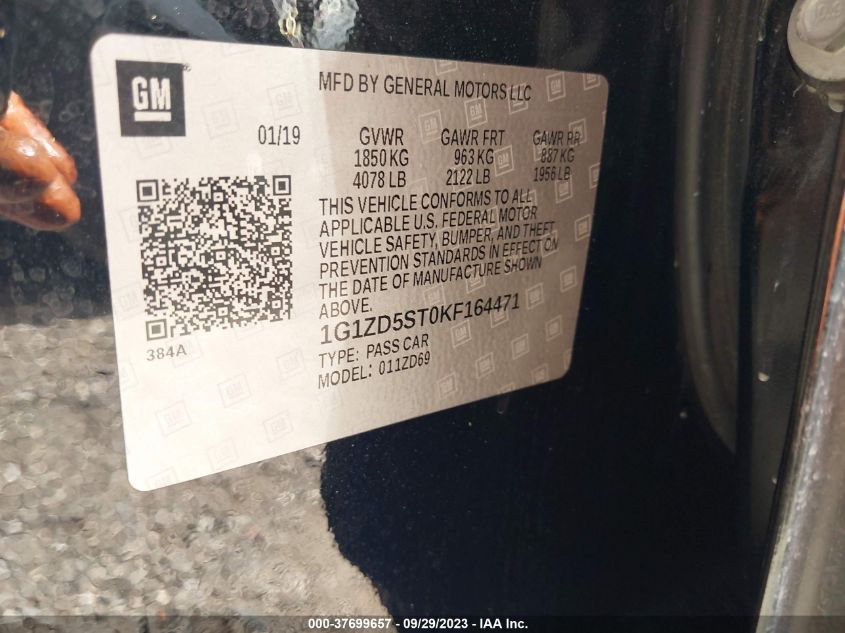 GM
MFD BY GENERAL MOTORS LLC
01/19 GVWR GAWR FRT GAWR RR
1850 KG 963 KG 887 KG
4078 LB 2122 LB 1956 LB
THIS VEHICLE CONFORMS TO ALL
APPLICABLE U.S. FEDERAL MOTOR
VEHICLE SAFETY, BUMPER, AND THEFT
PREVENTION STANDARDS IN EFFECT ON
THE DATE OF MANUFACTURE SHOWN
ABOVE.
1G1ZD5ST0KF164471
384A
TYPE: PASS CAR
MODEL: 011ZD69
000-37699657 - 09/29/2023 - IAA Inc.